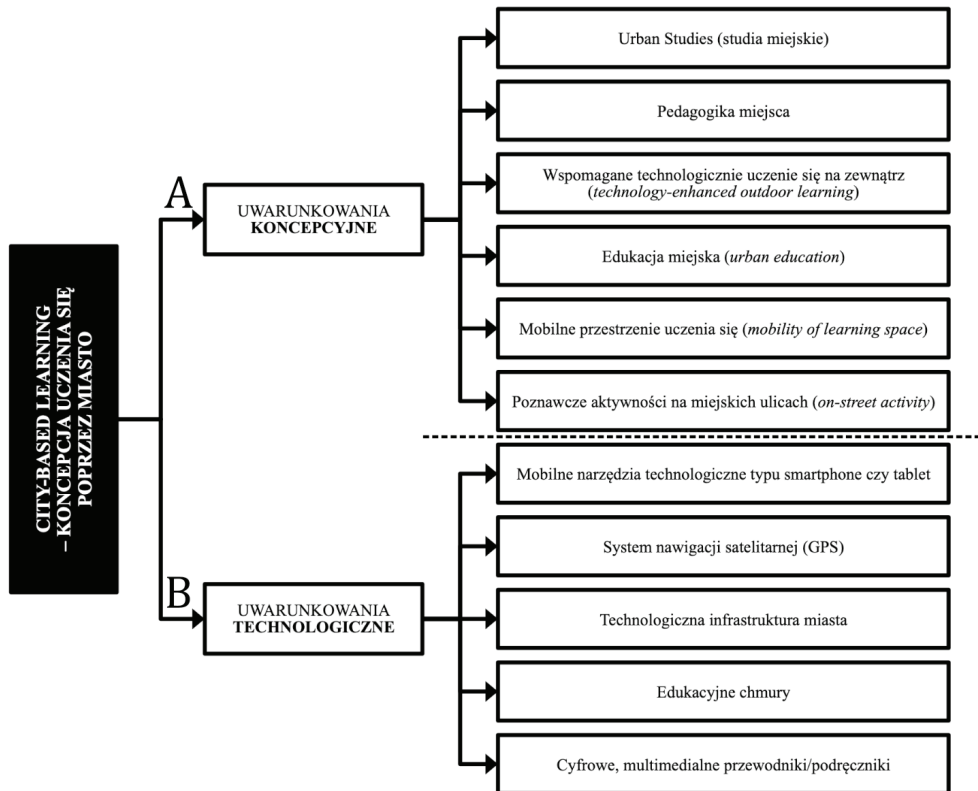 CITY-BASED LEARNING
– KONCEPCJA UCZENIA SIĘ
POPRZEZ MIASTO
A
UWARUNKOWANIA
KONCEPCYJNE
Urban Studies (studia miejskie)
Pedagogika miejsca
Wspomagane technologicznie uczenie się na zewnątrz
(technology-enhanced outdoor learning)
Edukacja miejska (urban education)
Mobilne przestrzenie uczenia się (mobility of learning space)
Poznawcze aktywności na miejskich ulicach (on-street activity)
B
UWARUNKOWANIA
TECHNOLOGICZNE
Mobilne narzędzia technologiczne typu smartphone czy tablet
System nawigacji satelitarnej (GPS)
Technologiczna infrastruktura miasta
Edukacyjne chmury
Cyfrowe, multimedialne przewodniki/podręczniki